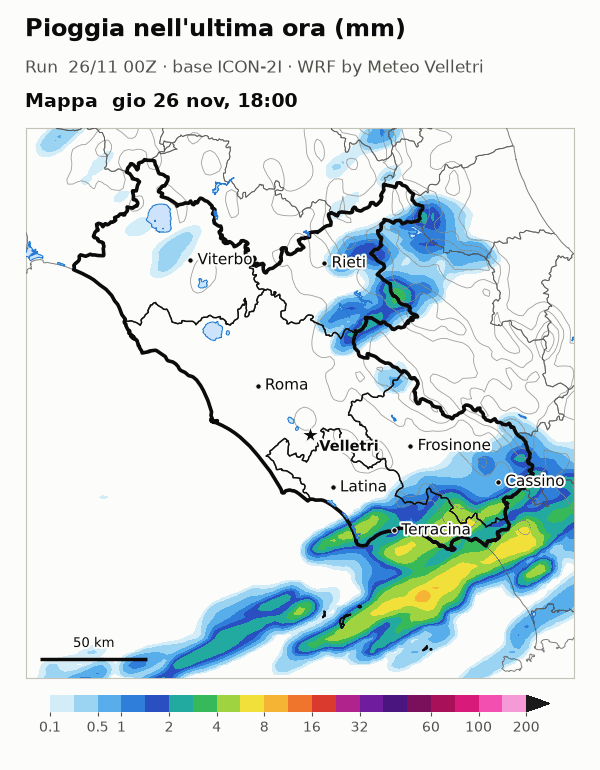 Pioggia nell'ultima ora (mm)
Run  26/11 00Z · base ICON-2I · WRF by Meteo Velletri
Mappa  gio 26 nov, 18:00
Viterbo
Rieti
Roma
Velletri
Frosinone
Latina
Cassino
Terracina
50 km
0.1 0.5 1 2 4 8 16 32 60 100 200